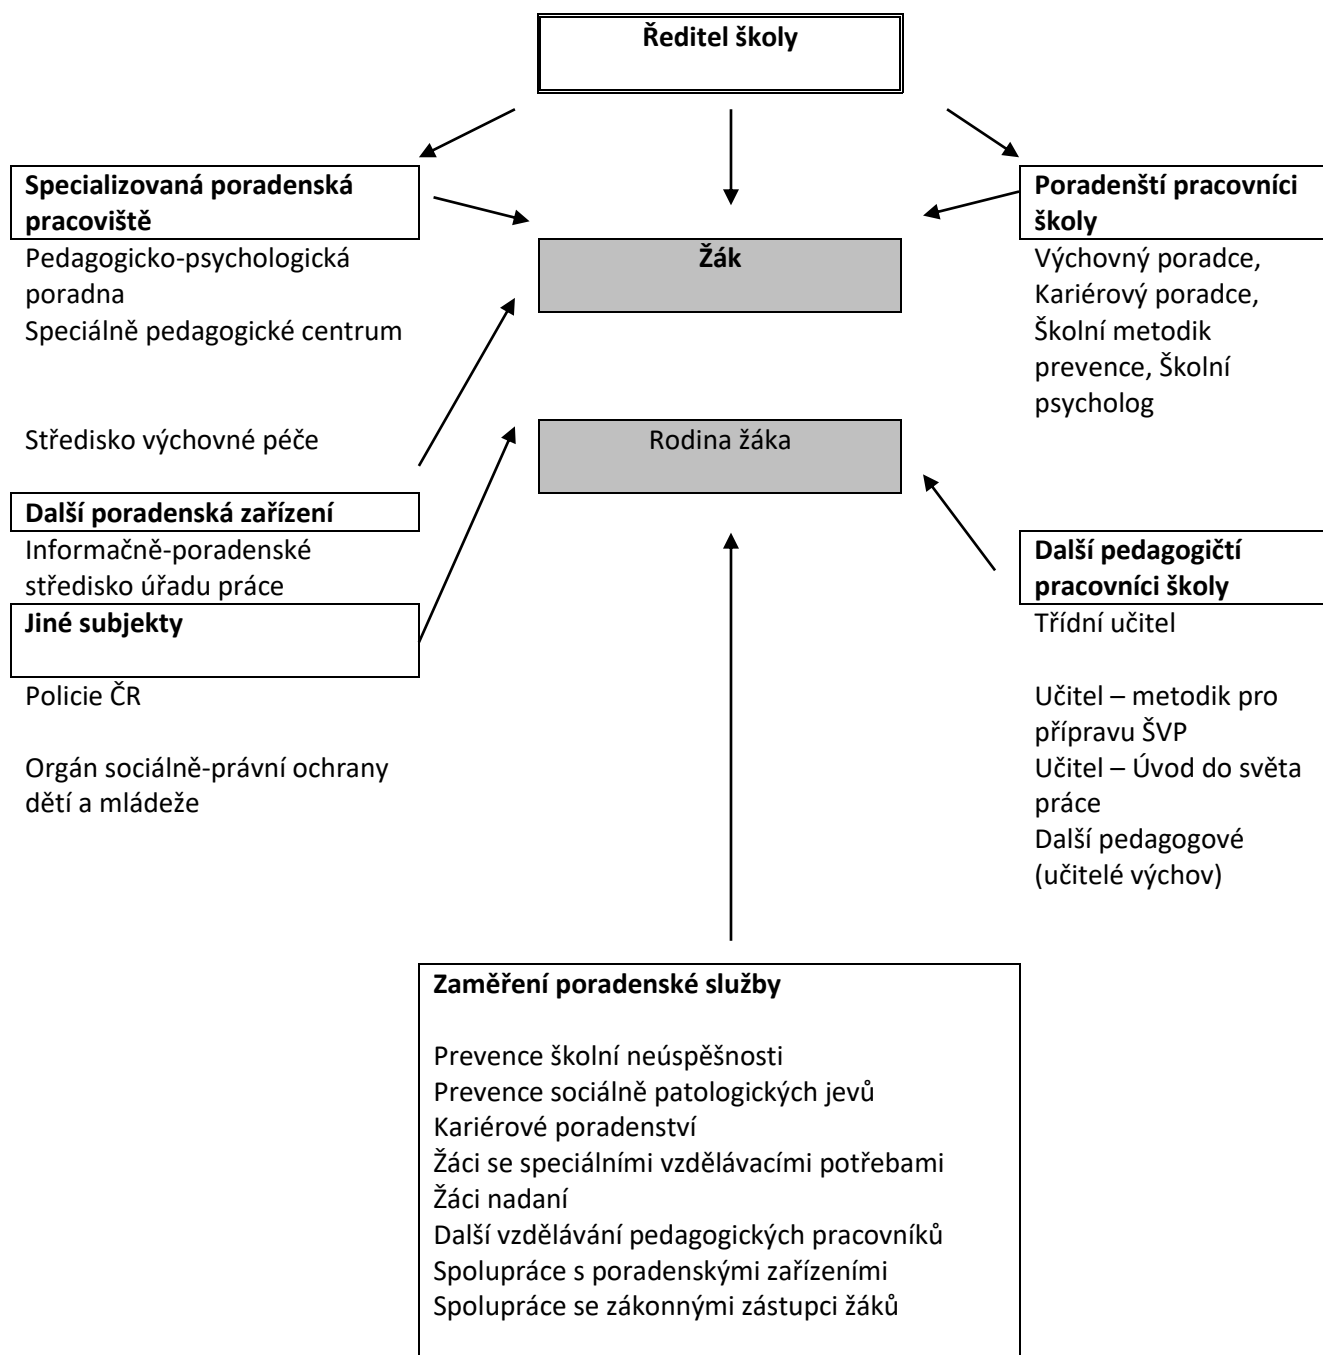 Ředitel školy
Specializovaná poradenská
pracoviště
Pedagogicko-psychologická
poradna
Speciálně pedagogické centrum
Středisko výchovné péče
Další poradenská zařízení
Informačně-poradenské
středisko úřadu práce
Jiné subjekty
Policie ČR
Orgán sociálně-právní ochrany
dětí a mládeže
Žák
Rodina žáka
Poradenští pracovníci
školy
Výchovný poradce,
Kariérový poradce,
Školní metodik
prevence, Školní
psycholog
Další pedagogičtí
pracovníci školy
Třídní učitel
Učitel – metodik pro
přípravu ŠVP
Učitel – Úvod do světa
práce
Další pedagogové
(učitelé výchov)
Zaměření poradenské služby
Prevence školní neúspěšnosti
Prevence sociálně patologických jevů
Kariérové poradenství
Žáci se speciálními vzdělávacími potřebami
Žáci nadaní
Další vzdělávání pedagogických pracovníků
Spolupráce s poradenskými zařízeními
Spolupráce se zákonnými zástupci žáků